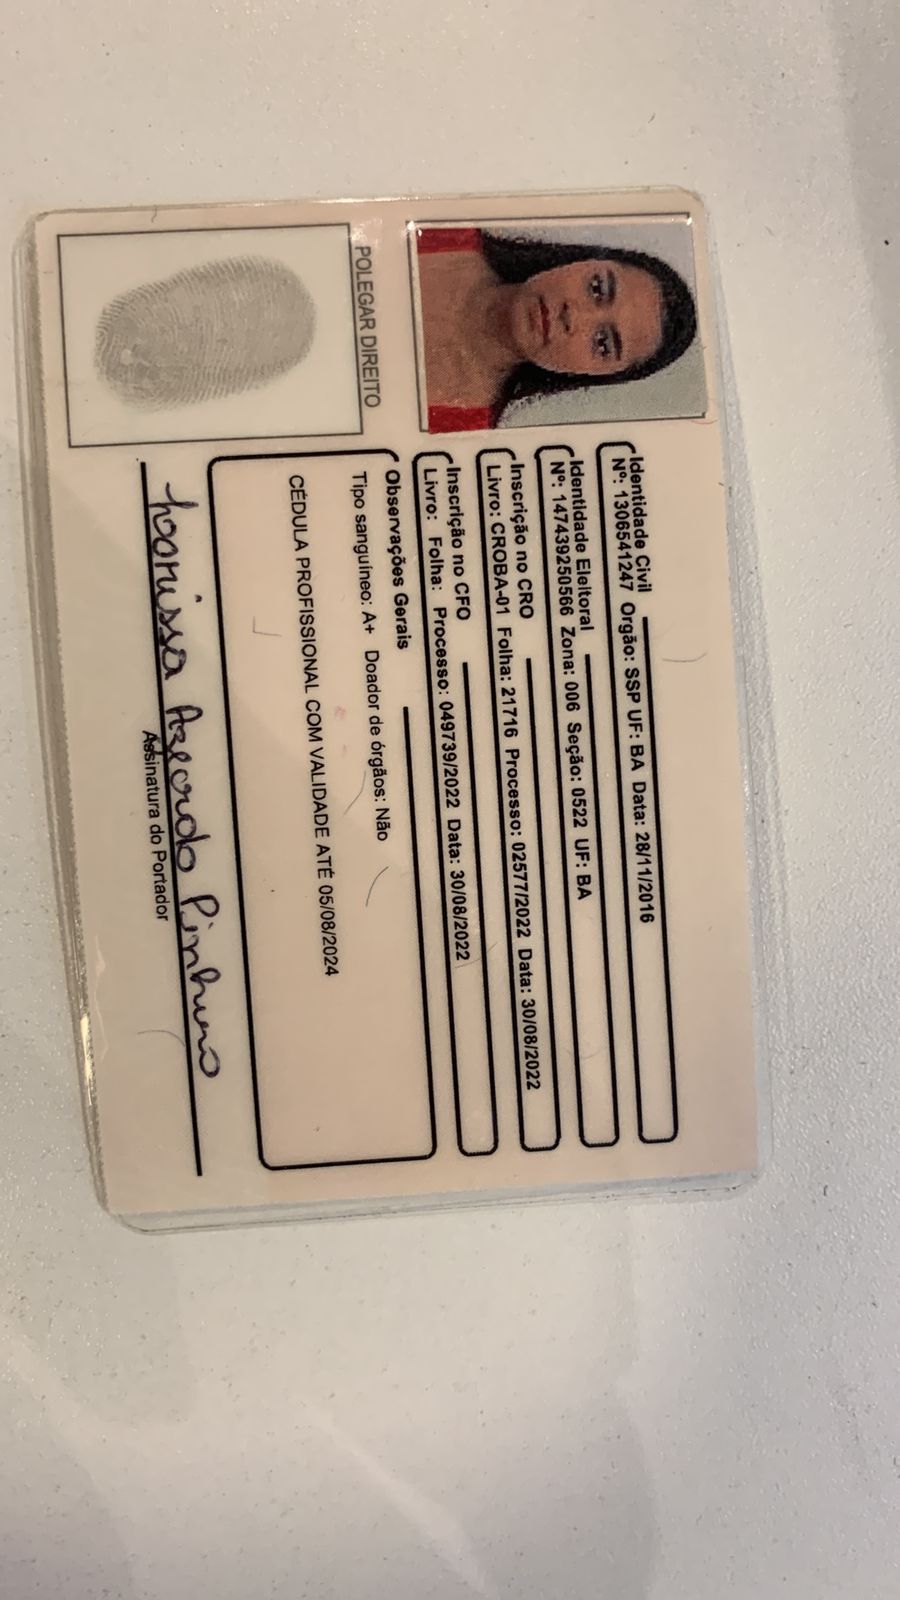 Identidade Civil
Nº: 1306541247 Orgão: SSP UF: BA Data: 28/11/2016
Identidade Eleitoral
Nº: 147439250566 Zona: 006 Seção: 0522 UF: BA
Inscrição no CRO
Livro: CROBA-01 Folha: 21716 Processo: 02577/2022 Data: 30/08/2022
Inscrição no CFO
Livro: Folha: Processo: 049739/2022 Data: 30/08/2022
Observações Gerais
Tipo sanguíneo: A+ Doador de órgãos: Não
CÉDULA PROFISSIONAL COM VALIDADE ATÉ 05/08/2024
POLEGAR DIREITO
Azevedo Pinheiro
Assinatura do Portador